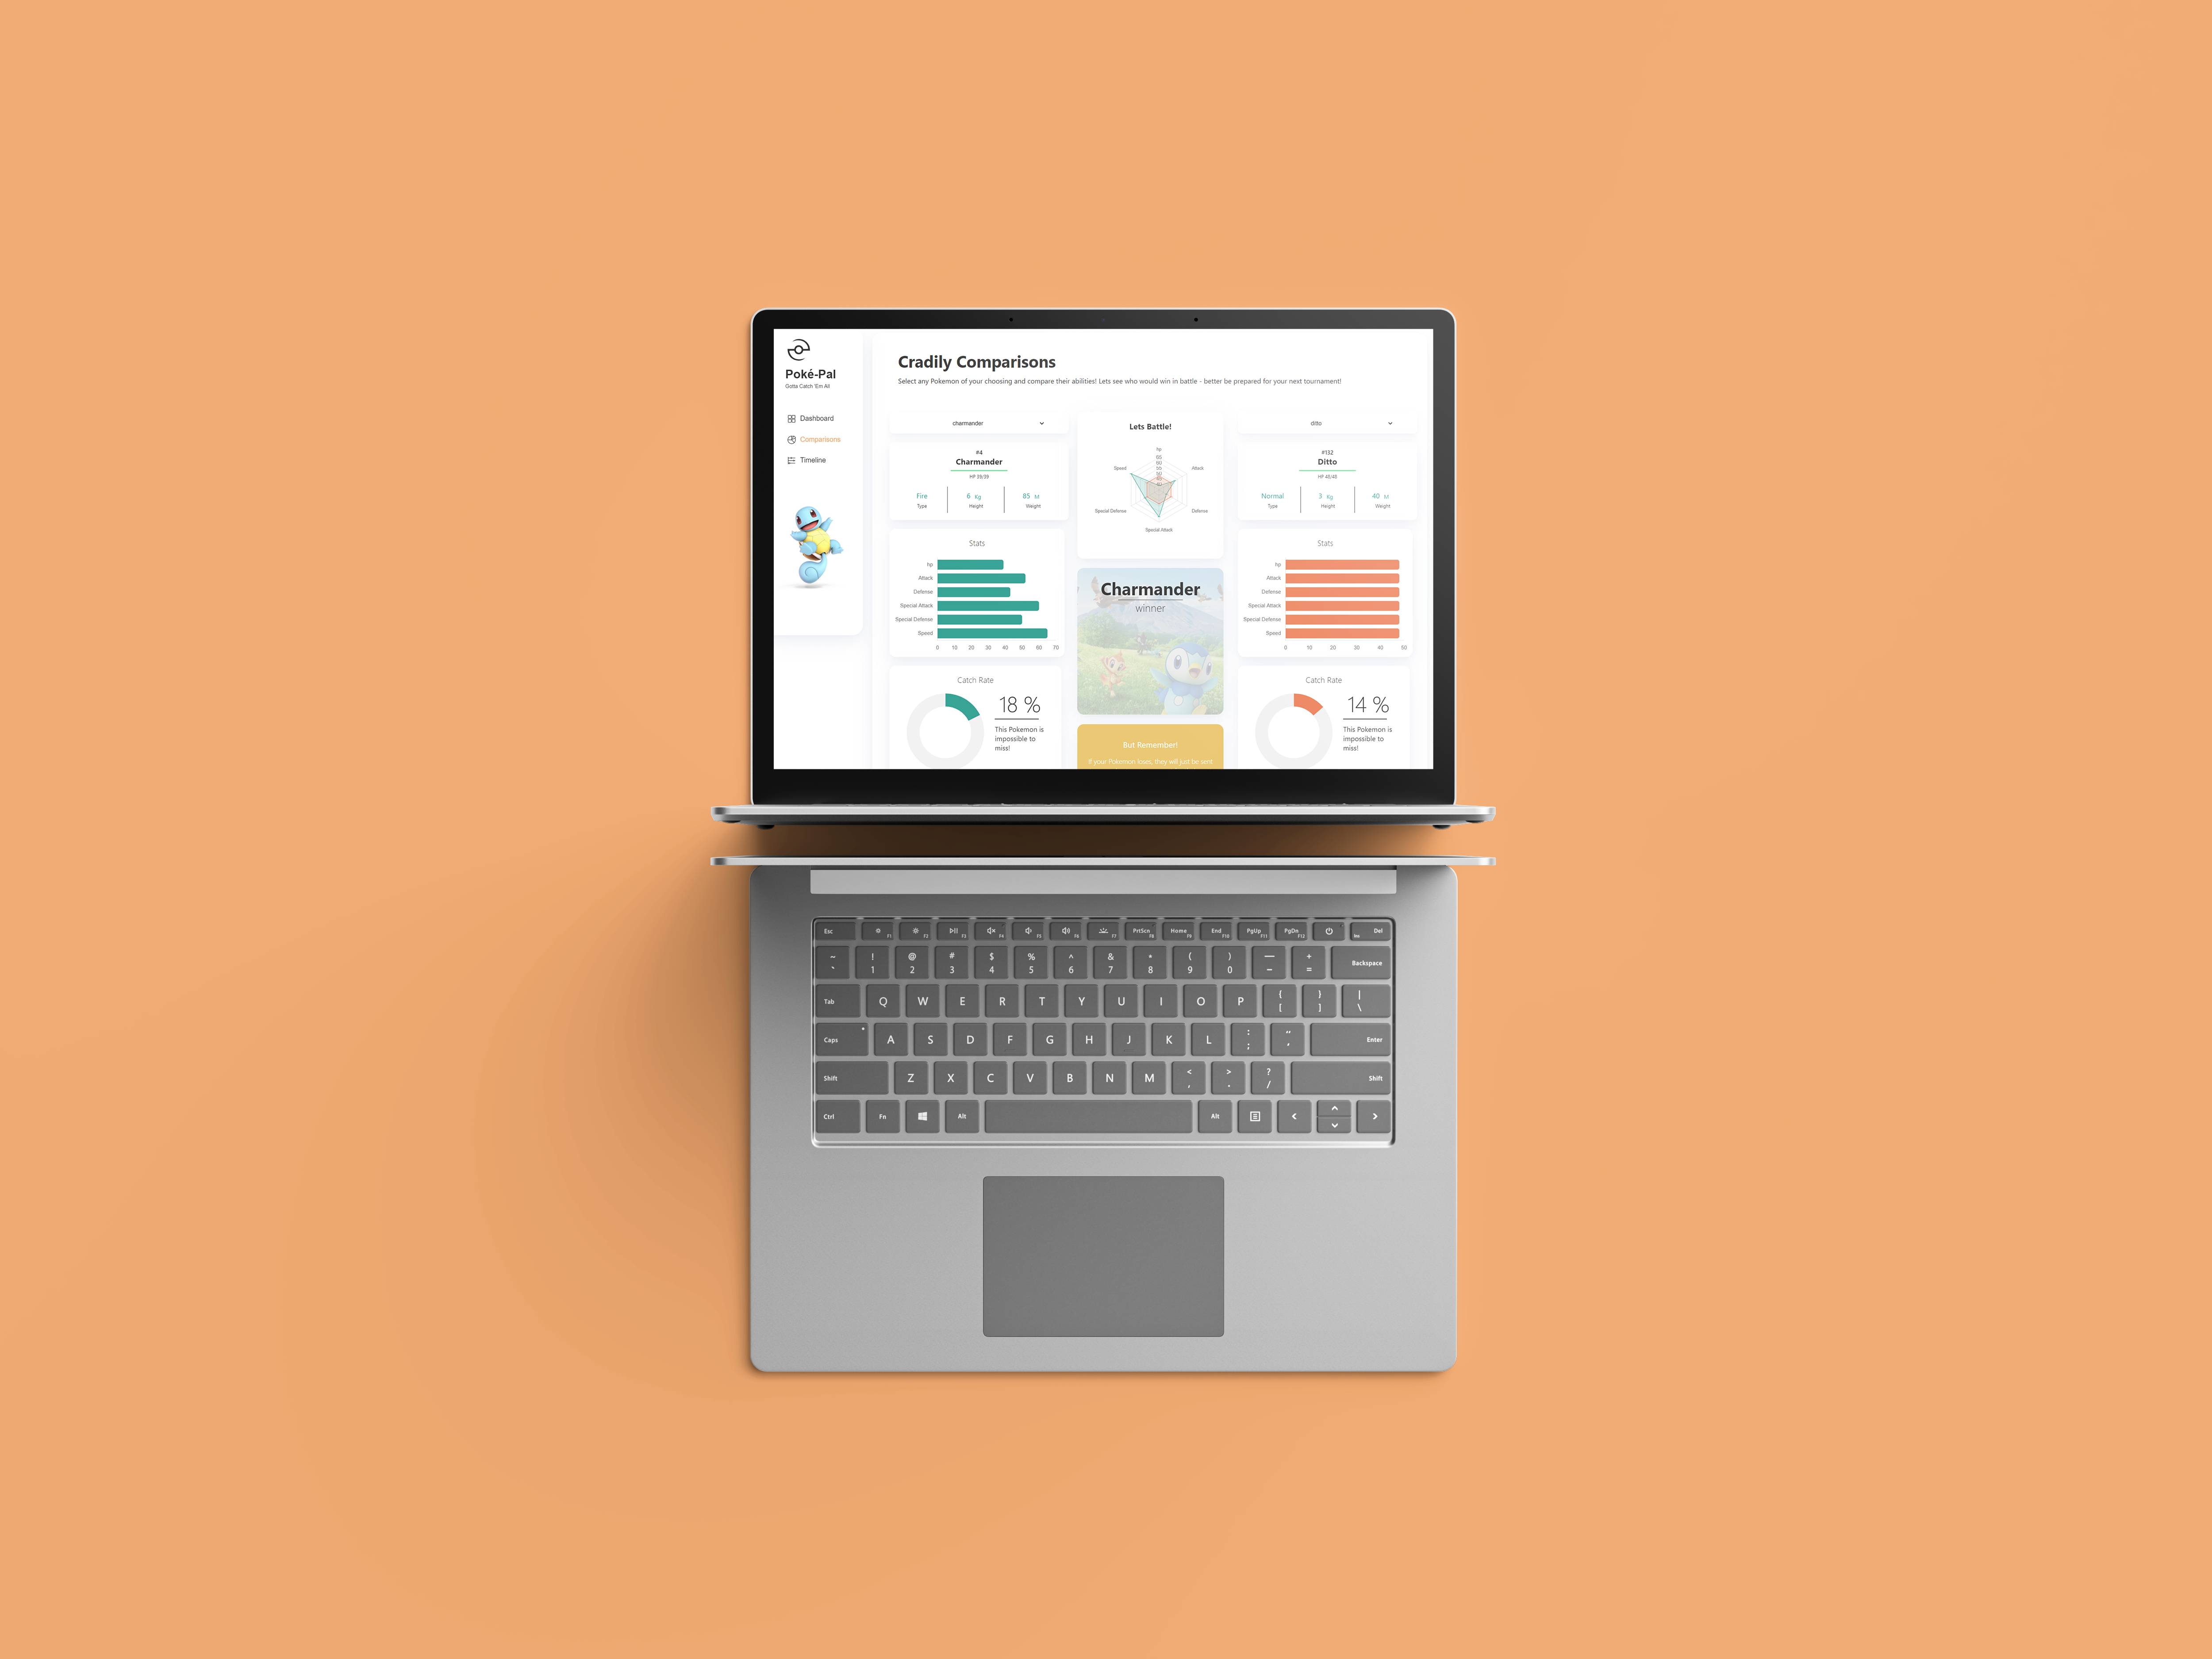 Poké-Pal
Gotta Catch 'Em All
Dashboard
Comparisons
Timeline
Cradily Comparisons
Select any Pokemon of your choosing and compare their abilities! Lets see who would win in battle - better be prepared for your next tournament!
charmander
#4
Charmander
HP 39/39
Fire
Type
6 Kg
Height
85 M
Weight
Stats
hp
Attack
Defense
Special Attack
Special Defense
Speed
0 10 20 30 40 50 60 70
Catch Rate
18 %
This Pokemon is
impossible to
miss!
Lets Battle!
hp
65
60
55
50
Speed
Attack
Special Defense
Defense
Special Attack
Charmander
winner
But Remember!
If your Pokemon loses, they will just be sent
ditto
#132
Ditto
HP 48/48
Normal
Type
3 Kg
Height
40 M
Weight
Stats
hp
Attack
Defense
Special Attack
Special Defense
Speed
0 10 20 30 40 50
Catch Rate
14 %
This Pokemon is
impossible to
miss!
Esc F1 F2 F3 F4 F5 F6 F7 PrtScn F8 Home F9 End F10 PgUp F11 PgDn F12 Ins Del
~ ` ! 1 @ 2 # 3 $ 4 % 5 ^ 6 & 7 * 8 ( 9 ) 0 — - + = Backspace
Tab Q W E R T Y U I O P { [ } ] | \
Caps A S D F G H J K L : ; " ' Enter
Shift Z X C V B N M < , > . ? / Shift
Ctrl Fn Alt Alt